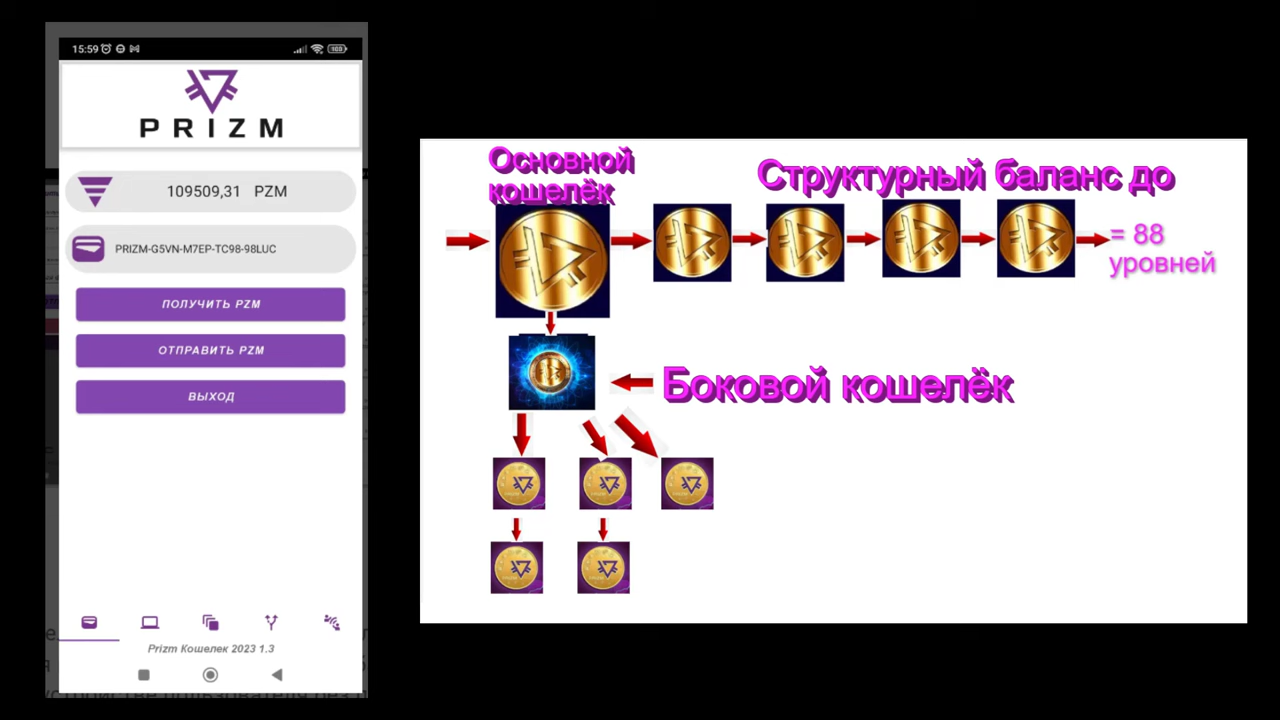 15:59
100
PRIZM
109509,31 PZM
PRIZM-G5VN-M7EP-TC98-98LUC
ПОЛУЧИТЬ PZM
ОТПРАВИТЬ PZM
ВЫХОД
Prizm Кошелек 2023 1.3
Основной
кошелёк
Структурный баланс до
= 88
уровней
Боковой кошелёк